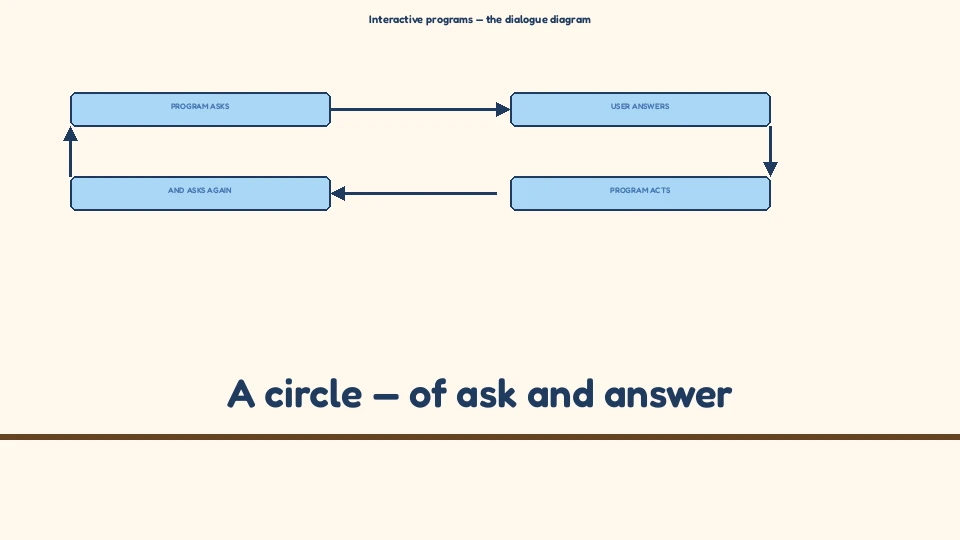 Interactive programs — the dialogue diagram
PROGRAM ASKS
USER ANSWERS
AND ASKS AGAIN
PROGRAM ACTS
A circle — of ask and answer